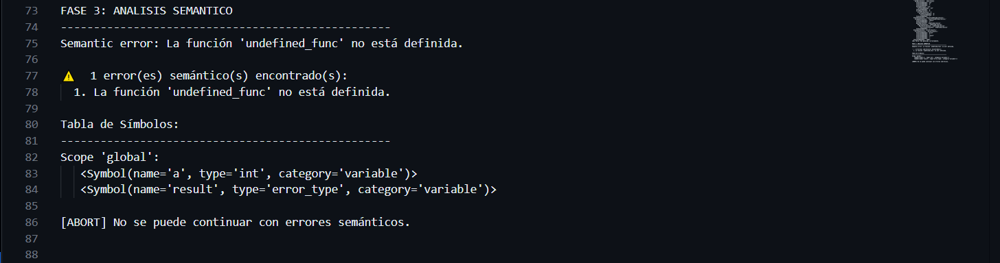 73 FASE 3: ANALISIS SEMANTICO
74 --------------------------------------------------
75 Semantic error: La función 'undefined_func' no está definida.
76
77 ⚠️ 1 error(es) semántico(s) encontrado(s):
78 1. La función 'undefined_func' no está definida.
79
80 Tabla de Símbolos:
81 --------------------------------------------------
82 Scope 'global':
83 <Symbol(name='a', type='int', category='variable')>
84 <Symbol(name='result', type='error_type', category='variable')>
85
86 [ABORT] No se puede continuar con errores semánticos.
87
88